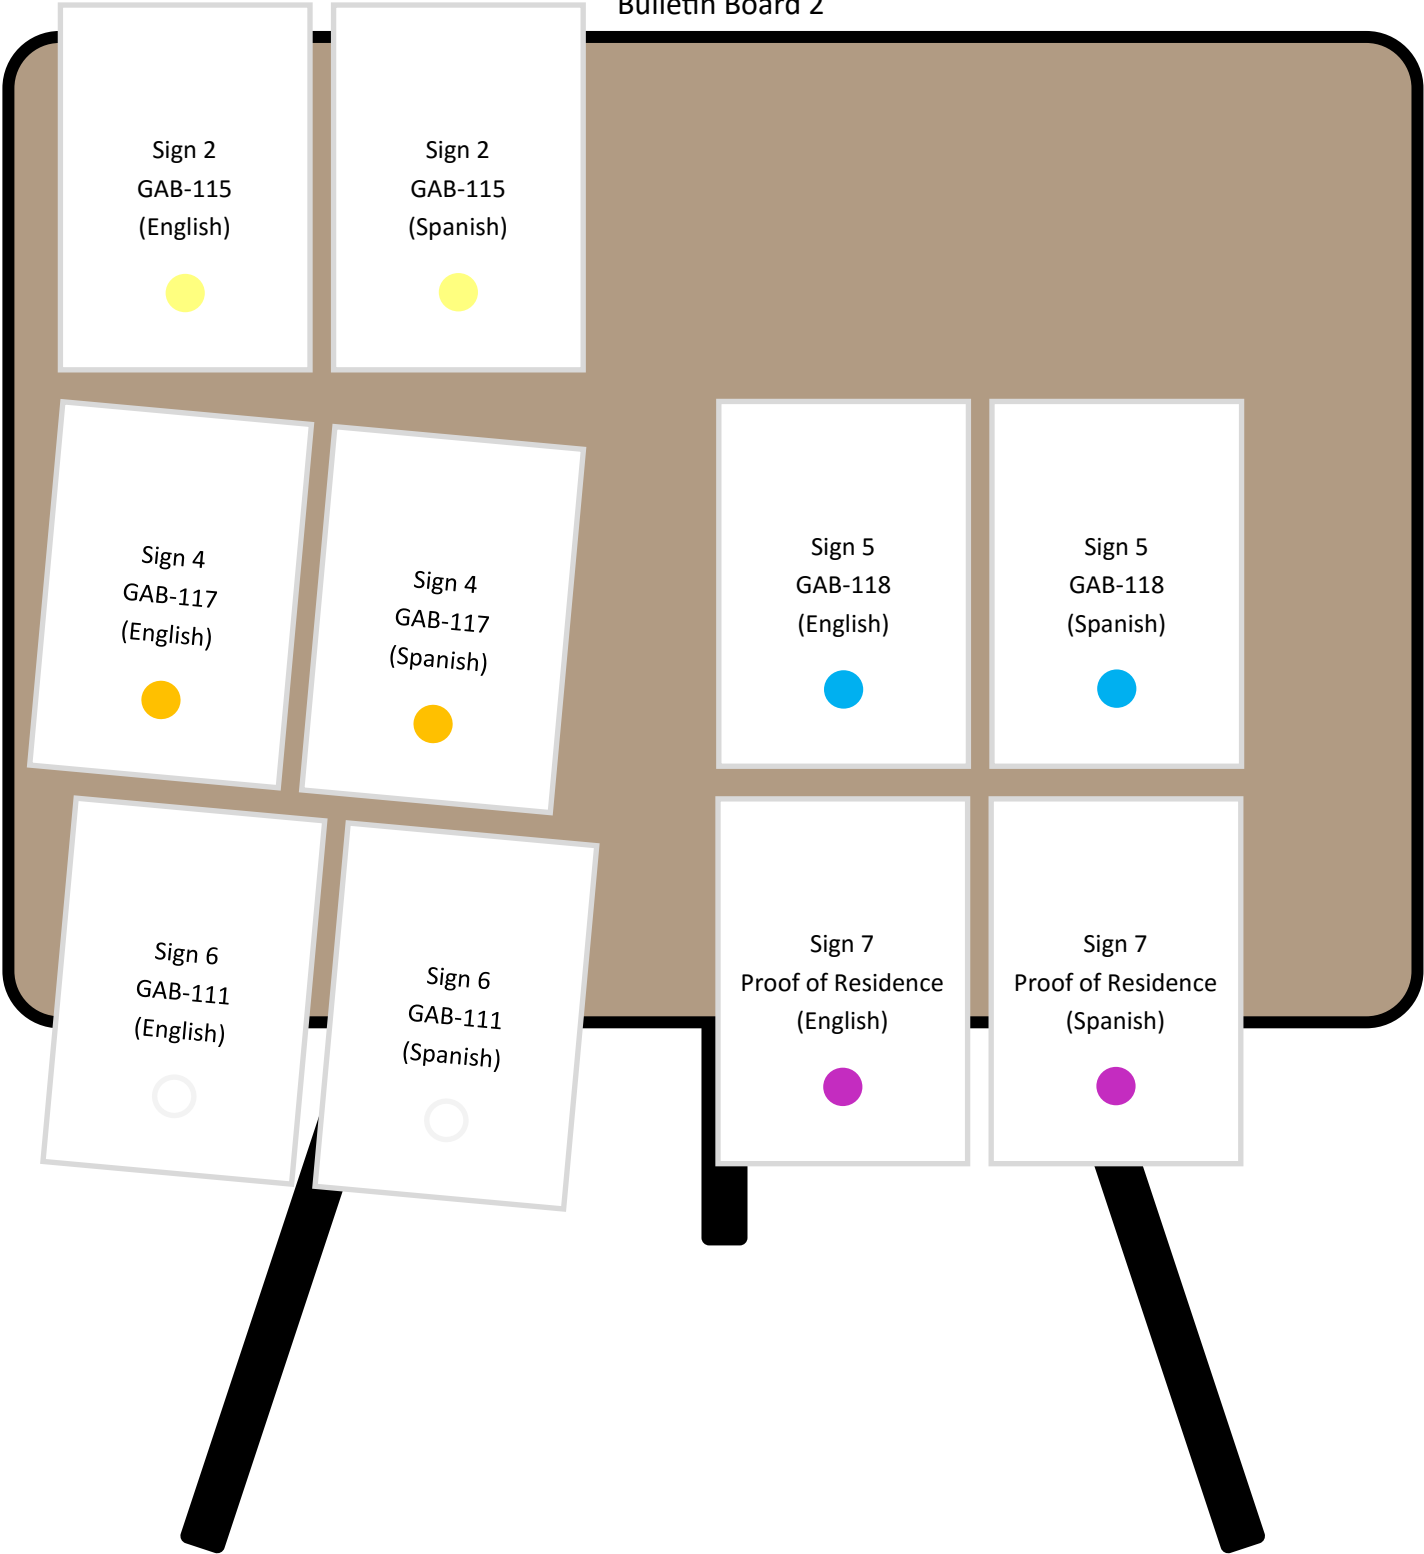 Bulletin Board 2
Sign 2
GAB-115
(English)
Sign 2
GAB-115
(Spanish)
Sign 4
GAB-117
(English)
Sign 4
GAB-117
(Spanish)
Sign 5
GAB-118
(English)
Sign 5
GAB-118
(Spanish)
Sign 6
GAB-111
(English)
Sign 6
GAB-111
(Spanish)
Sign 7
Proof of Residence
(English)
Sign 7
Proof of Residence
(Spanish)